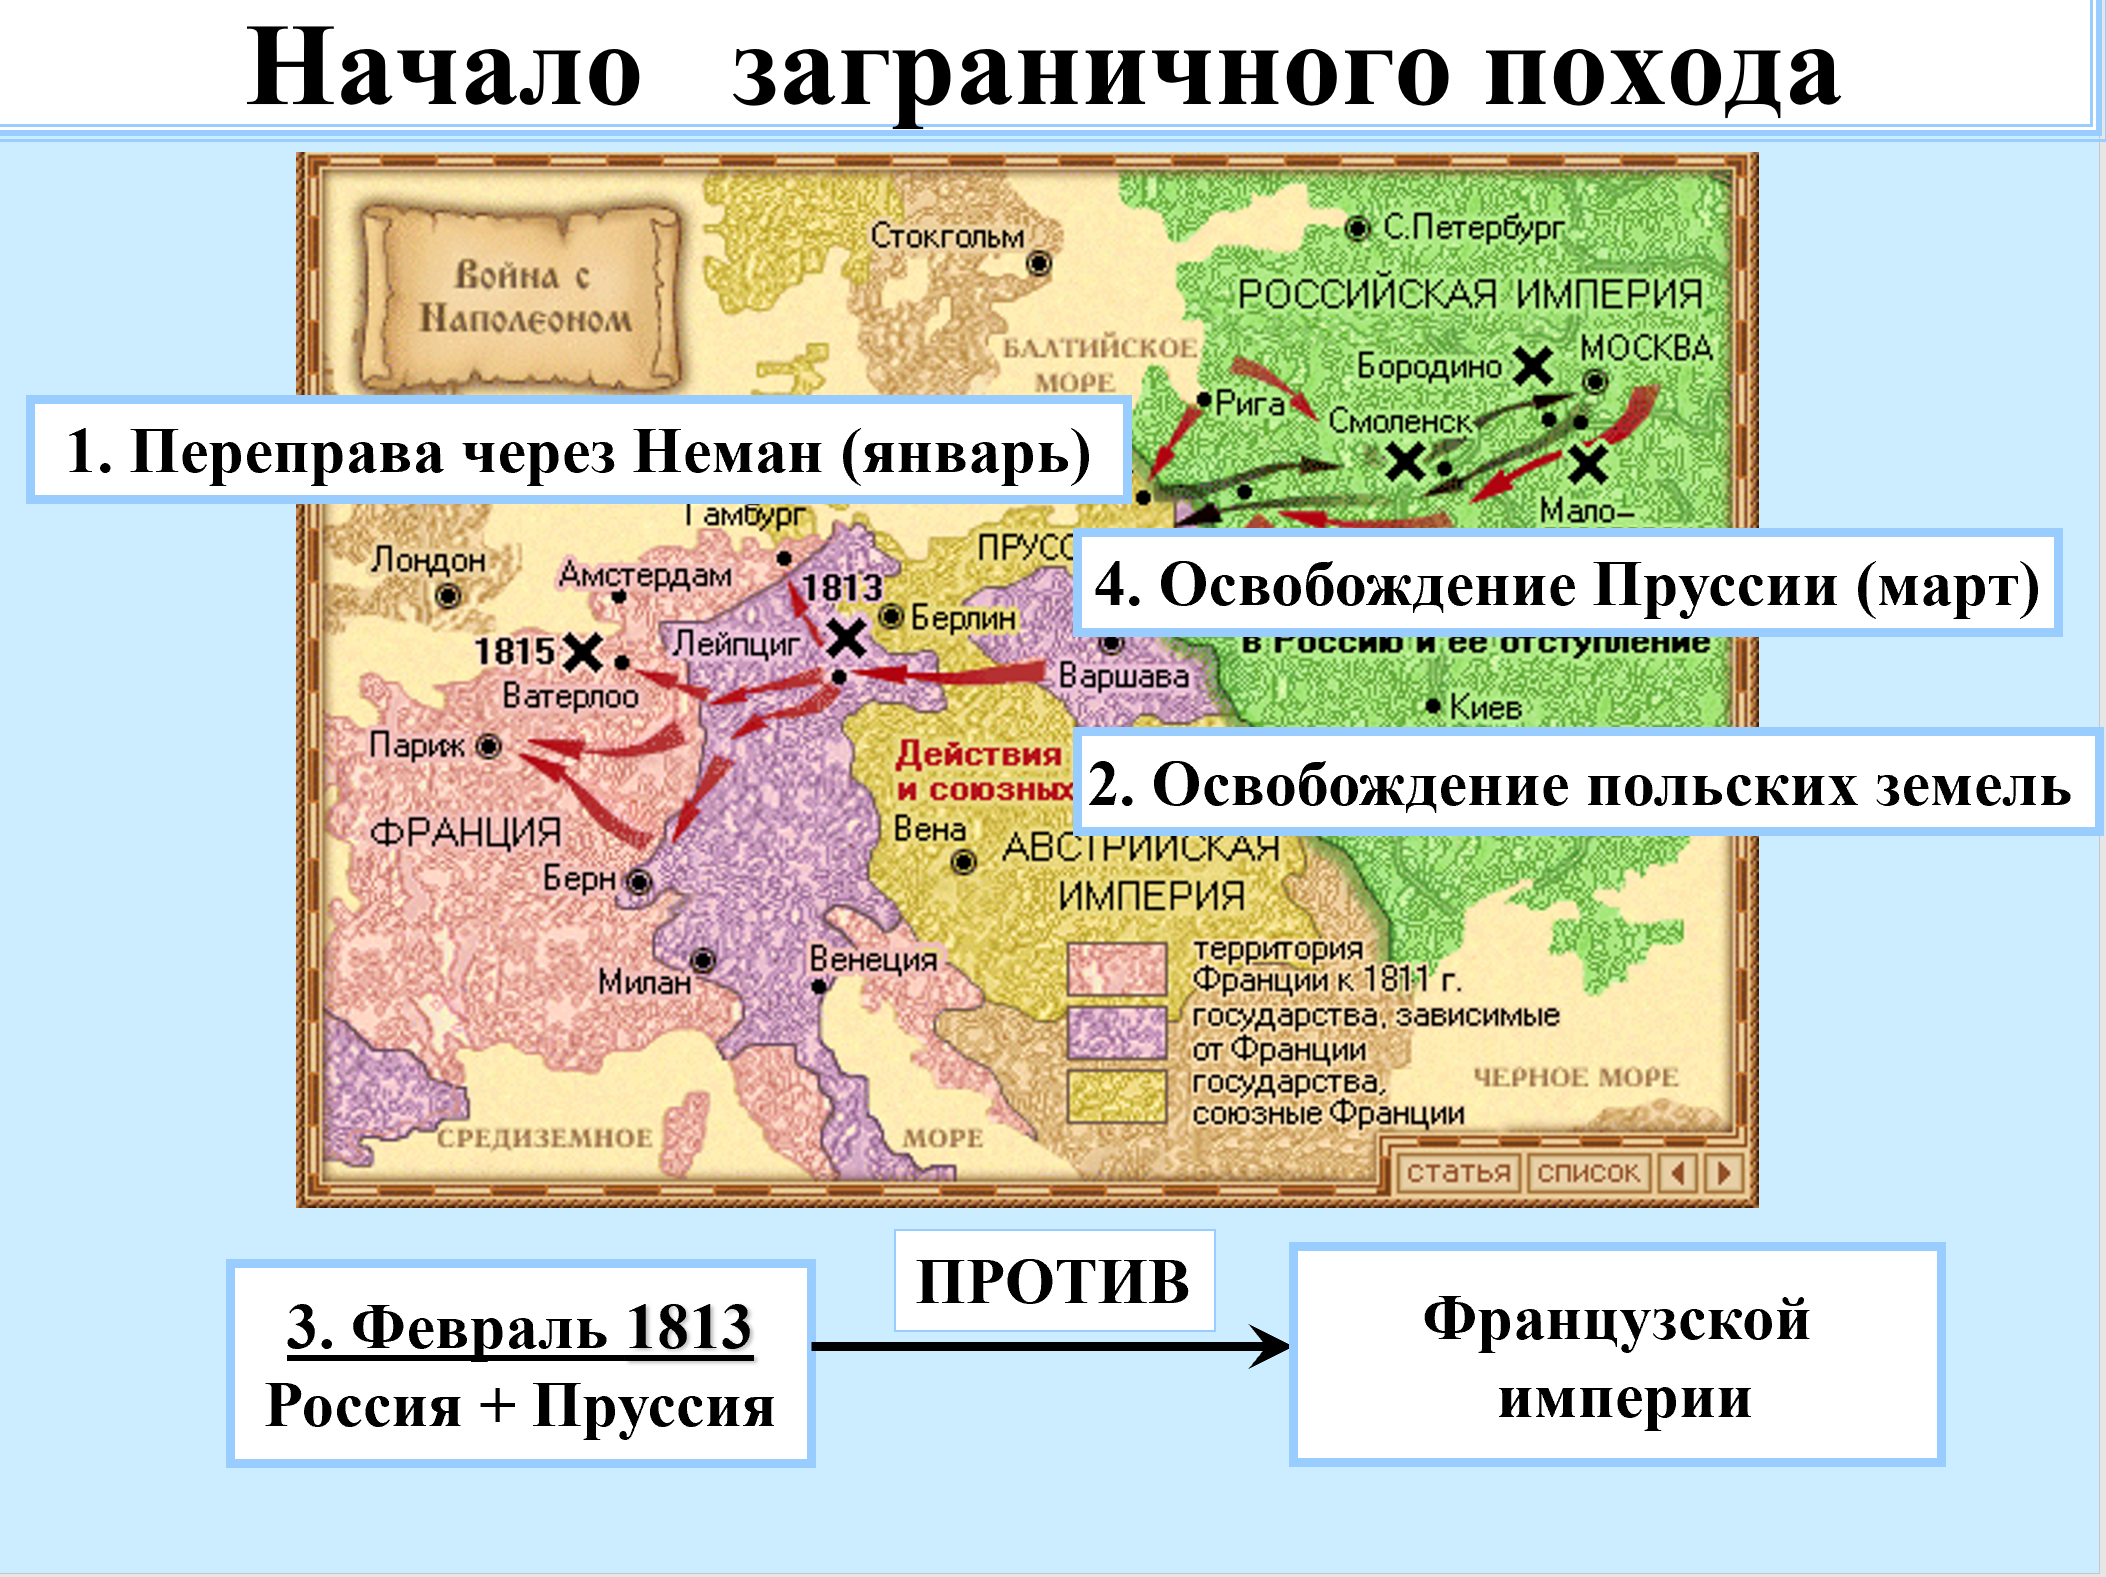 Начало заграничного похода
Война с
Наполеоном
Стокгольм
С.Петербург
РОССИЙСКАЯ ИМПЕРИЯ
БАЛТИЙСКОЕ
МОРЕ
Бородино
МОСКВА
Рига
Смоленск
1. Переправа через Неман (январь)
Мало–
Гамбург
Лондон
Амстердам
1813
Берлин
4. Освобождение Пруссии (март)
в Россию и ее отступление
1815
Лейпциг
Ватерлоо
Варшава
Киев
Париж
Действия
и союзных
2. Освобождение польских земель
ФРАНЦИЯ
Вена
АВСТРИЙСКАЯ
ИМПЕРИЯ
Берн
Милан
Венеция
территория
Франции к 1811 г.
государства, зависимые
от Франции
государства,
союзные Франции
ЧЕРНОЕ МОРЕ
СРЕДИЗЕМНОЕ МОРЕ
статья список
3. Февраль 1813
Россия + Пруссия
ПРОТИВ
Французской
империи